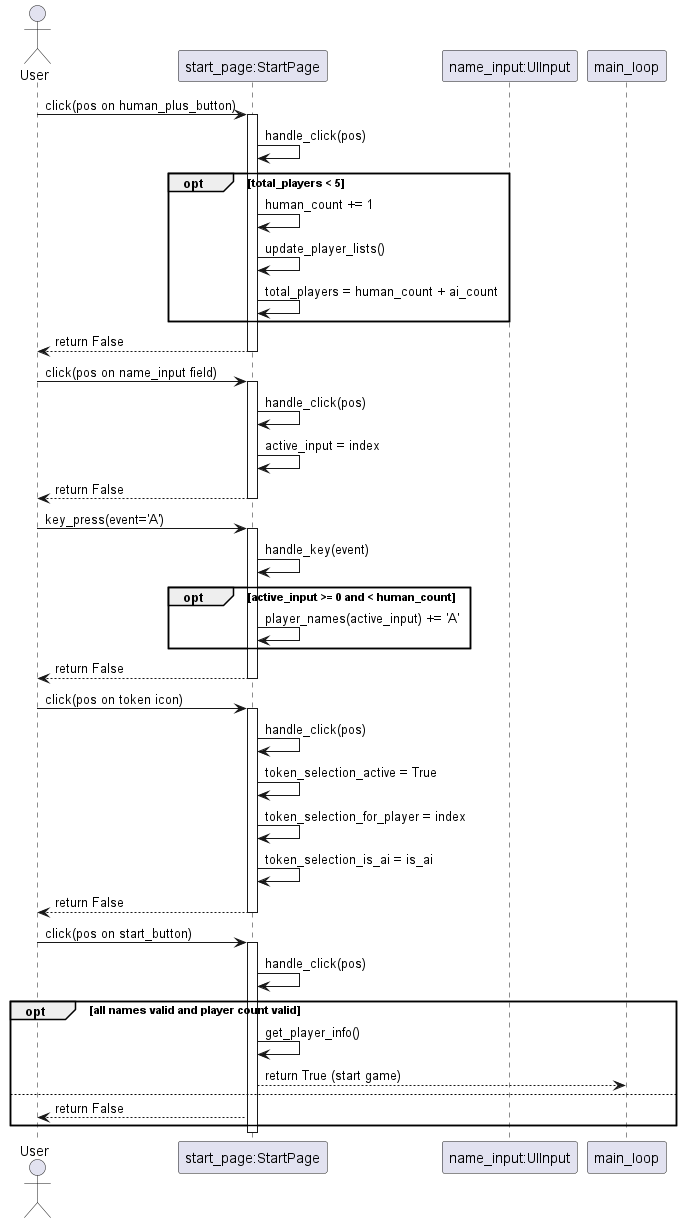 User
start_page:StartPage
name_input:UIInput
main_loop
click(pos on human_plus_button)
handle_click(pos)
opt
[total_players < 5]
human_count += 1
update_player_lists()
total_players = human_count + ai_count
return False
click(pos on name_input field)
handle_click(pos)
active_input = index
return False
key_press(event='A')
handle_key(event)
opt
[active_input >= 0 and < human_count]
player_names(active_input) += 'A'
return False
click(pos on token icon)
handle_click(pos)
token_selection_active = True
token_selection_for_player = index
token_selection_is_ai = is_ai
return False
click(pos on start_button)
handle_click(pos)
opt
[all names valid and player count valid]
get_player_info()
return True (start game)
return False
User
start_page:StartPage
name_input:UIInput
main_loop